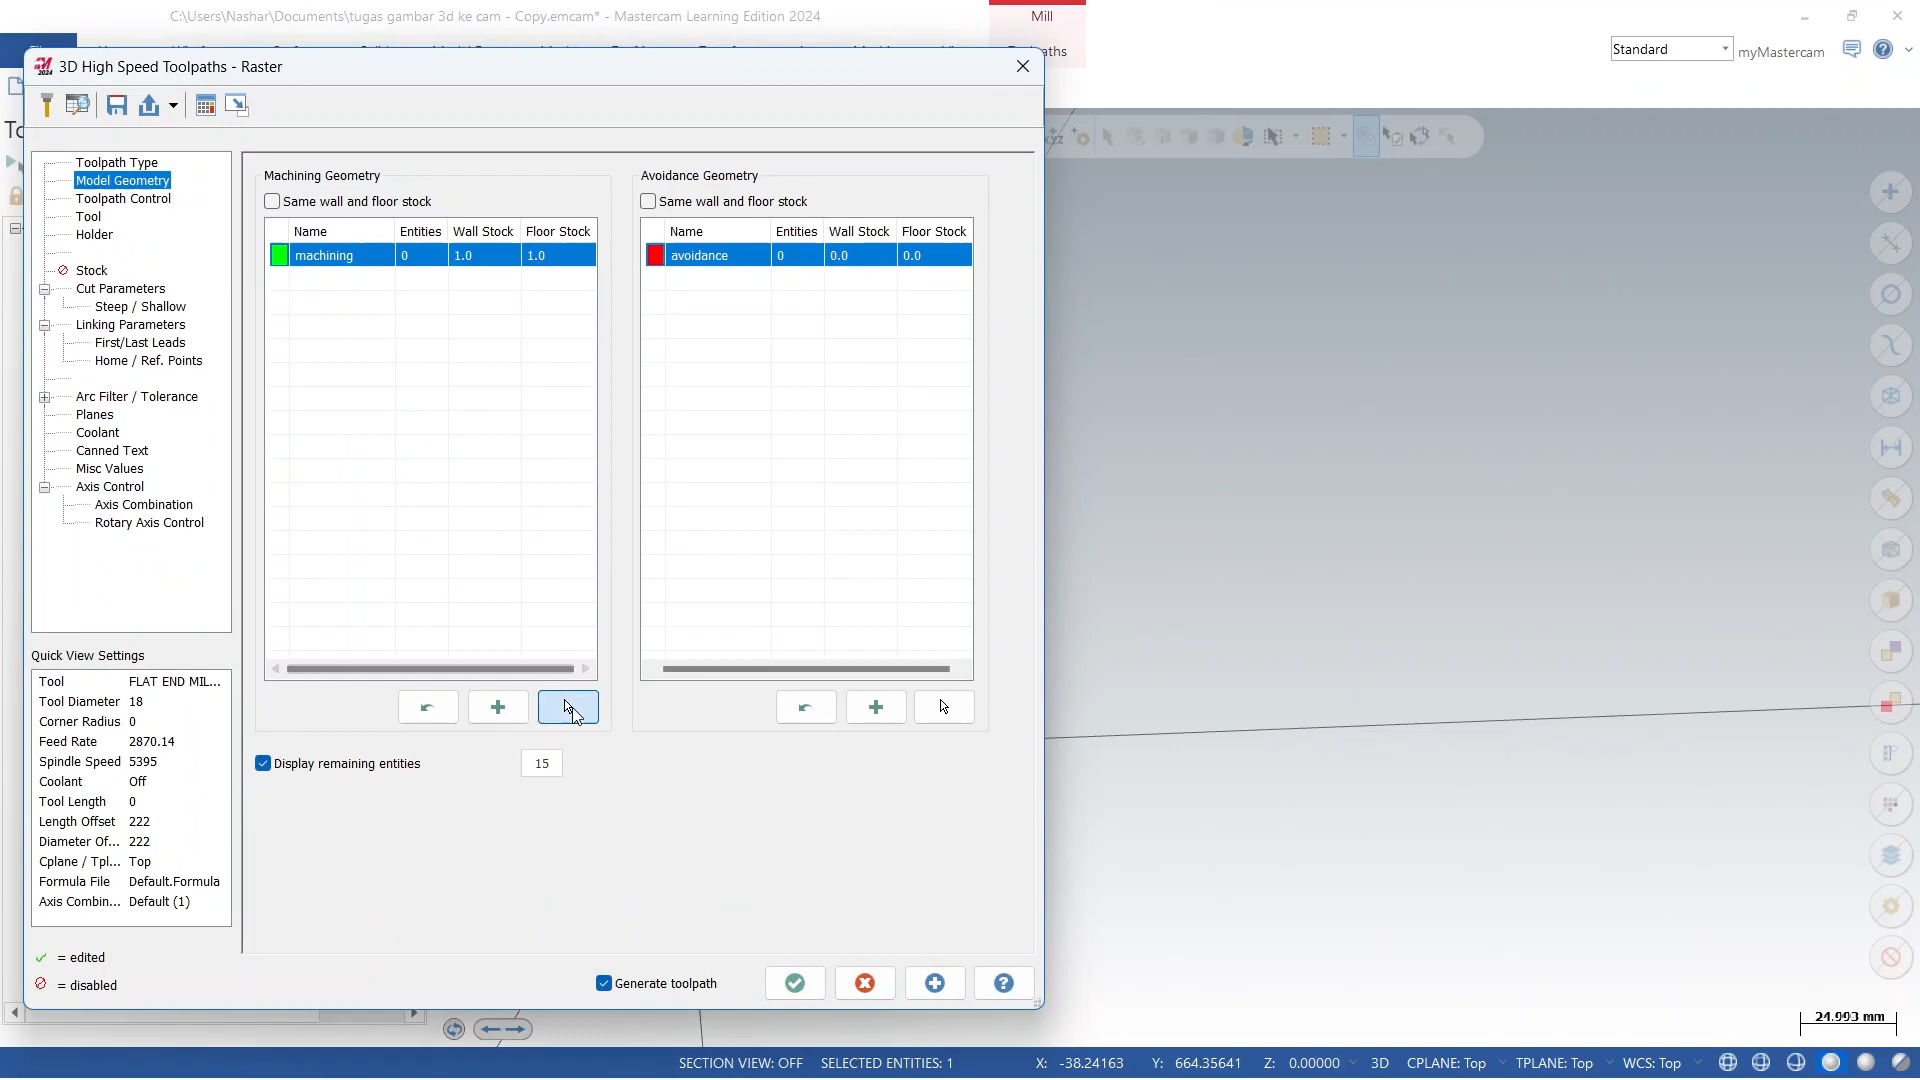 C:\Users\Nashar\Documents\tugas gambar 3d ke cam - Copy.emcam* - Mastercam Learning Edition 2024
Mill
Standard
myMastercam
3D High Speed Toolpaths - Raster
Toolpath Type
Model Geometry
Toolpath Control
Tool
Holder
Stock
Cut Parameters
Steep / Shallow
Linking Parameters
First/Last Leads
Home / Ref. Points
Arc Filter / Tolerance
Planes
Coolant
Canned Text
Misc Values
Axis Control
Axis Combination
Rotary Axis Control
Quick View Settings
Tool FLAT END MIL...
Tool Diameter 18
Corner Radius 0
Feed Rate 2870.14
Spindle Speed 5395
Coolant Off
Tool Length 0
Length Offset 222
Diameter Of... 222
Cplane / Tpl... Top
Formula File Default.Formula
Axis Combin... Default (1)
= edited
= disabled
Machining Geometry
Same wall and floor stock
Name Entities Wall Stock Floor Stock
machining 0 1.0 1.0
Avoidance Geometry
Same wall and floor stock
Name Entities Wall Stock Floor Stock
avoidance 0 0.0 0.0
Display remaining entities 15
Generate toolpath
24.993 mm
SECTION VIEW: OFF SELECTED ENTITIES: 1 X: -38.24163 Y: 664.35641 Z: 0.00000 3D CPLANE: Top TPLANE: Top WCS: Top